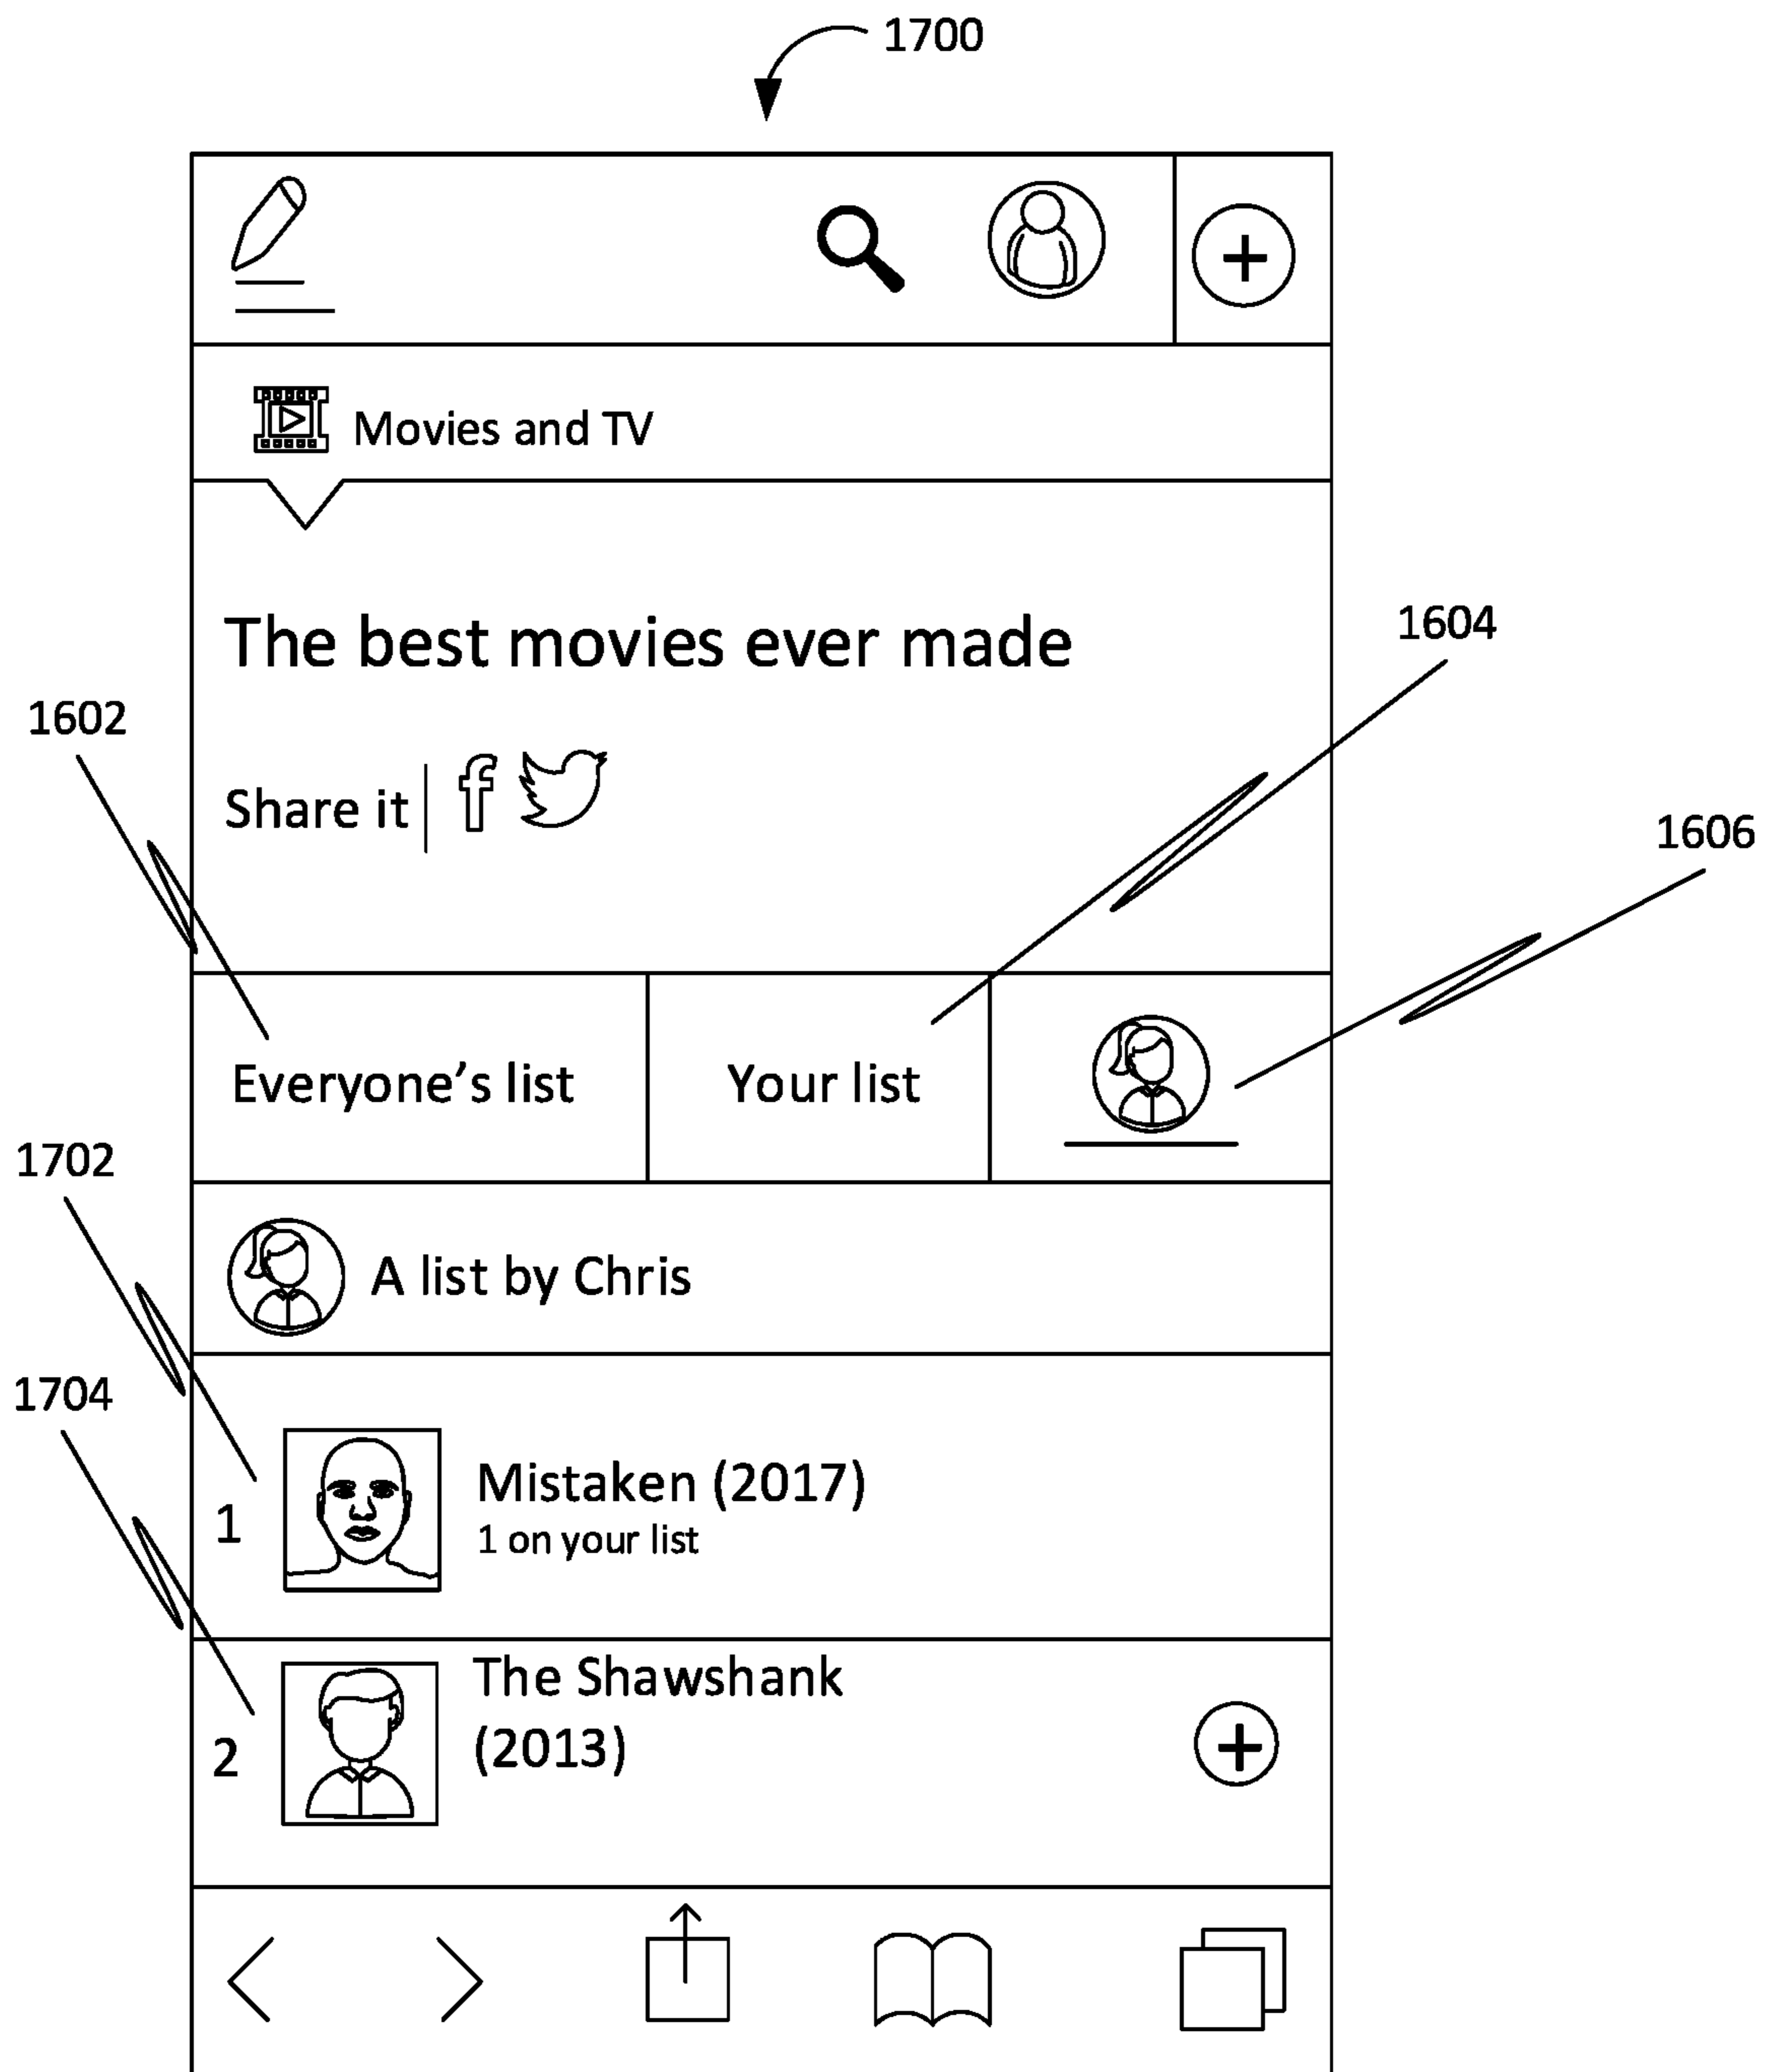 1700
Movies and TV
The best movies ever made
1604
1602
Share it
1606
Everyone's list
Your list
1702
A list by Chris
1704
1
Mistaken (2017)
1 on your list
2
The Shawshank
(2013)